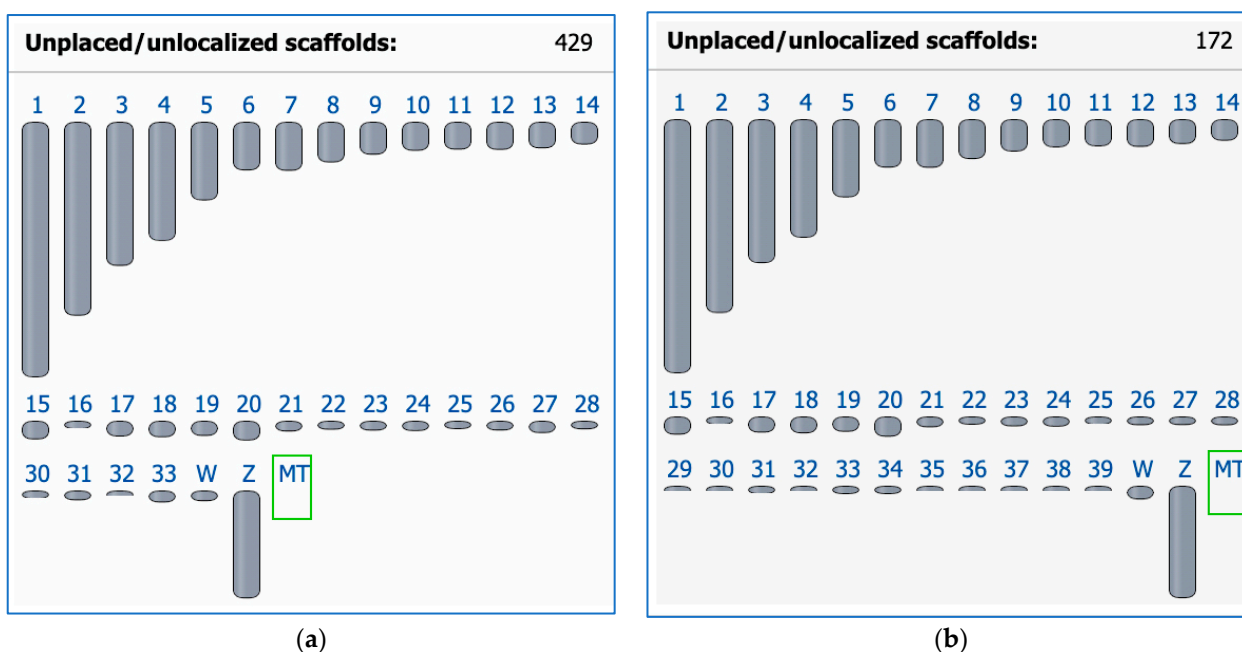 Unplaced/unlocalized scaffolds: 429
1 2 3 4 5 6 7 8 9 10 11 12 13 14
15 16 17 18 19 20 21 22 23 24 25 26 27 28
30 31 32 33 W Z MT
(a)
Unplaced/unlocalized scaffolds: 172
1 2 3 4 5 6 7 8 9 10 11 12 13 14
15 16 17 18 19 20 21 22 23 24 25 26 27 28
29 30 31 32 33 34 35 36 37 38 39 W Z MT
(b)